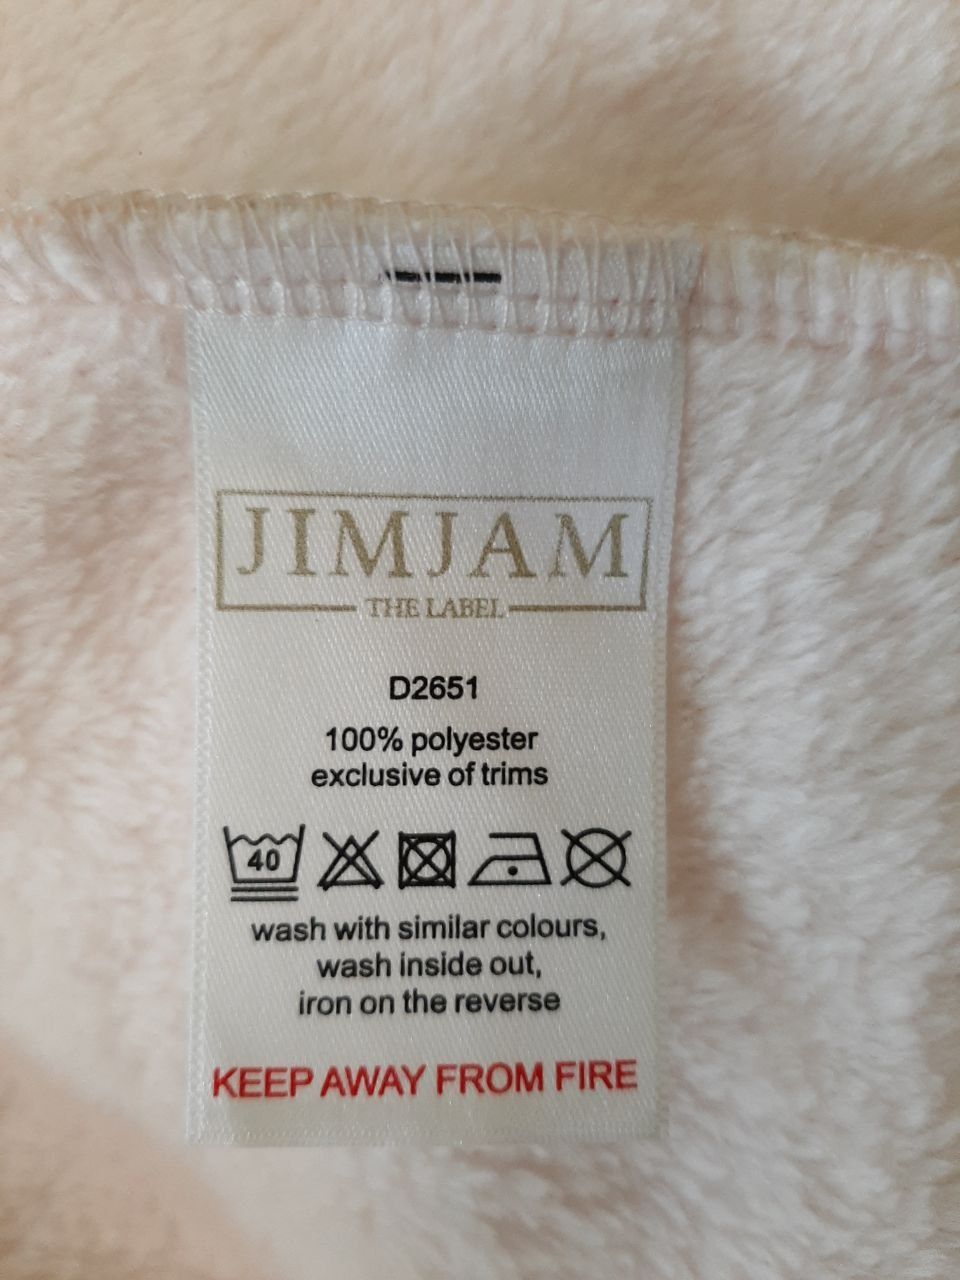 JIMJAM
THE LABEL
D2651
100% polyester
exclusive of trims
40
wash with similar colours,
wash inside out,
iron on the reverse
KEEP AWAY FROM FIRE